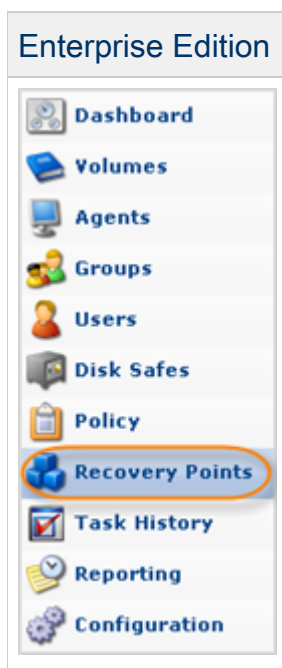 Enterprise Edition
Dashboard
Volumes
Agents
Groups
Users
Disk Safes
Policy
Recovery Points
Task History
Reporting
Configuration